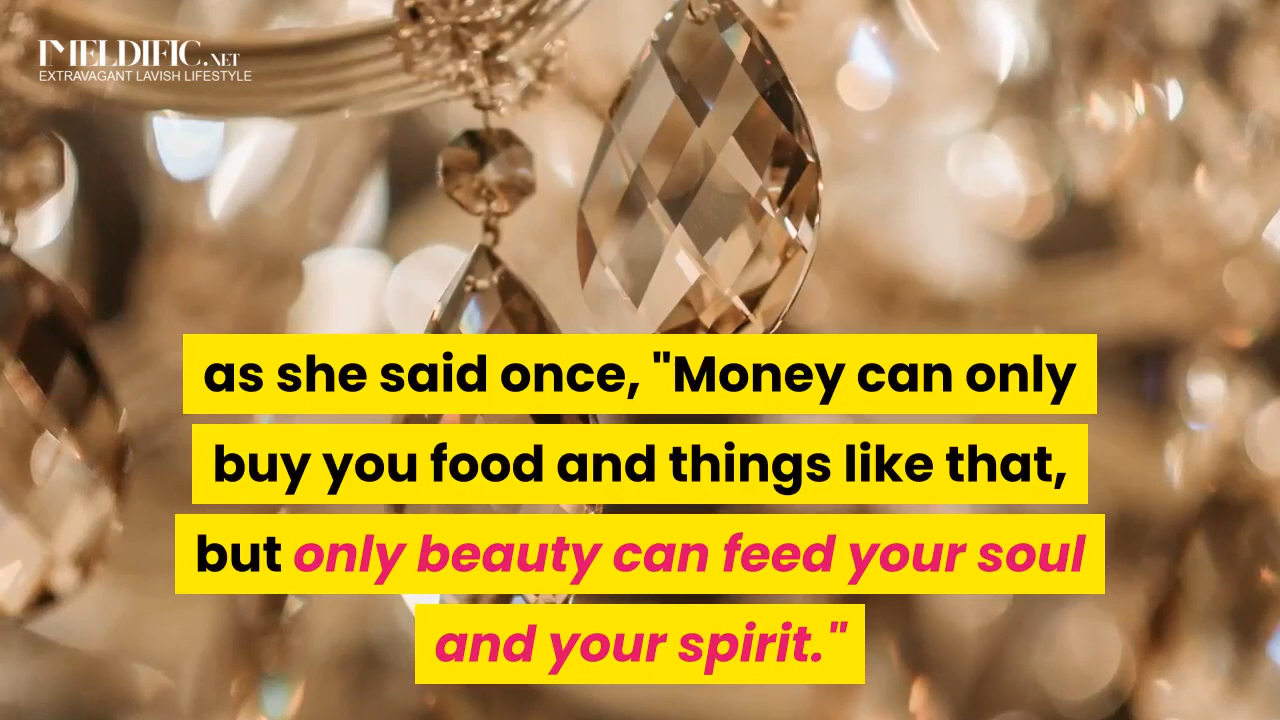 IMELDIFIC.NET
EXTRAVAGANT LAVISH LIFESTYLE
as she said once, "Money can only
buy you food and things like that,
but only beauty can feed your soul
and your spirit."